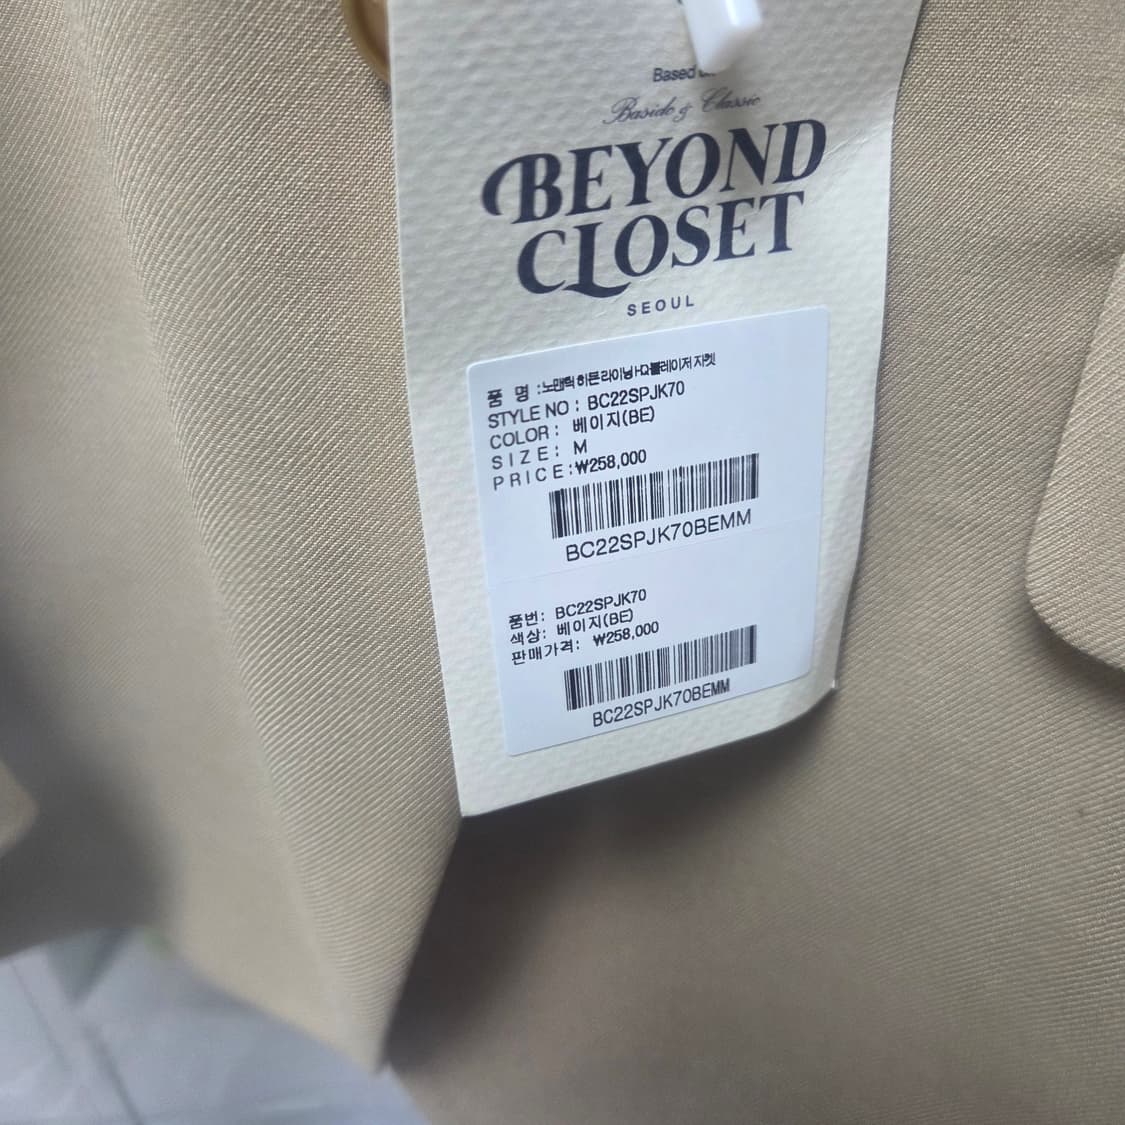 Based
Baside & Classic
BEYOND
CLOSET
SEOUL
품 명 :노맨틱 히든라이닝 HQ블레이저 자켓
STYLE NO : BC22SPJK70
COLOR : 베이지(BE)
SIZE : M
PRICE:₩258,000
BC22SPJK70BEMM
품번: BC22SPJK70
색상: 베이지(BE)
판매가격: ₩258,000
BC22SPJK70BEMM